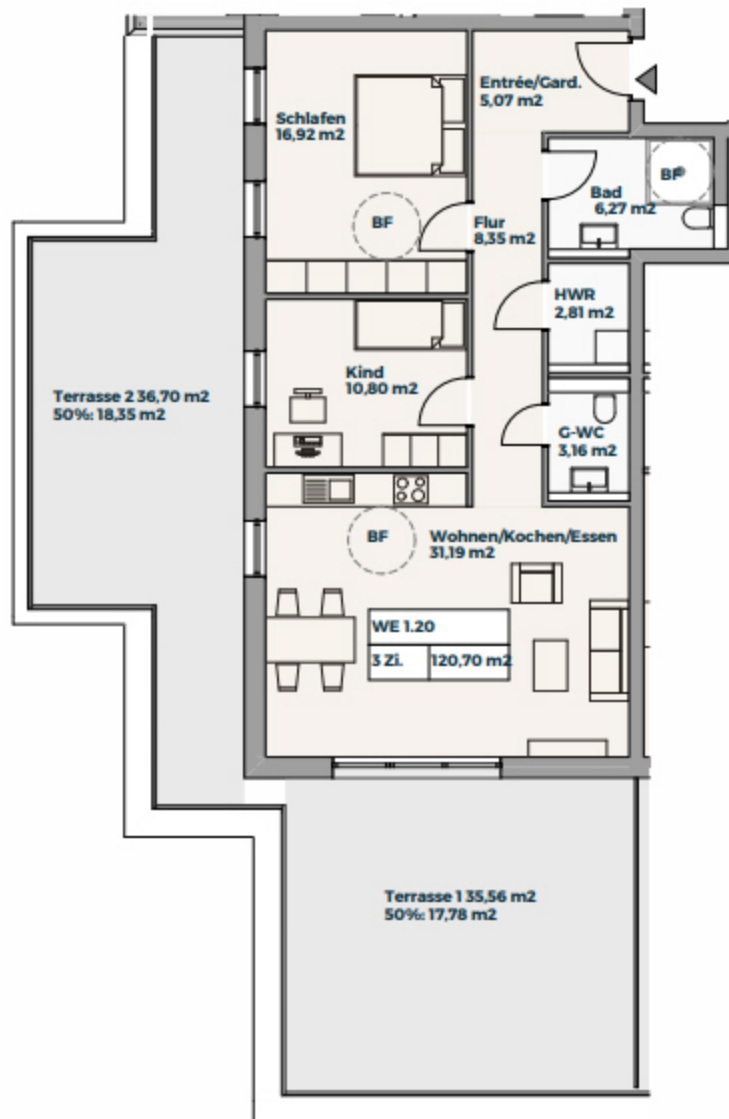 Entrée/Gard.
5,07 m2
Schlafen
16,92 m2
BF
Bad
6,27 m2
BF
Flur
8,35 m2
HWR
2,81 m2
Kind
10,80 m2
Terrasse 2 36,70 m2
50%: 18,35 m2
G-WC
3,16 m2
BF
Wohnen/Kochen/Essen
31,19 m2
WE 1.20
3 Zi. 120,70 m2
Terrasse 1 35,56 m2
50%: 17,78 m2